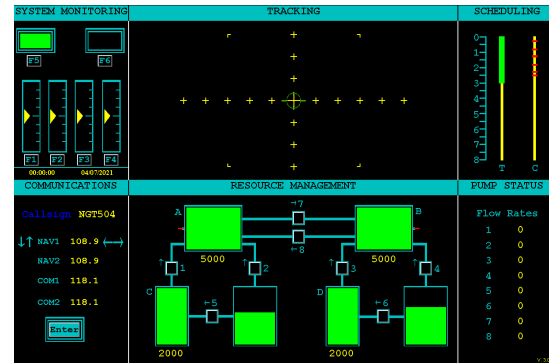 SYSTEM MONITORING
TRACKING
SCHEDULING
F5
F6
F1
F2
F3
F4
00:00:00
04/07/2021
0
1
2
3
4
5
6
7
8
T
C
COMMUNICATIONS
RESOURCE MANAGEMENT
PUMP STATUS
Callsign NGT504
↓↑ NAV1 108.9
NAV2 108.9
COM1 118.1
COM2 118.1
Enter
A
←7
B
←8
5000
5000
↑1
↑2
↑3
↑4
C
←5
D
←6
2000
2000
Flow Rates
1 0
2 0
3 0
4 0
5 0
6 0
7 0
8 0